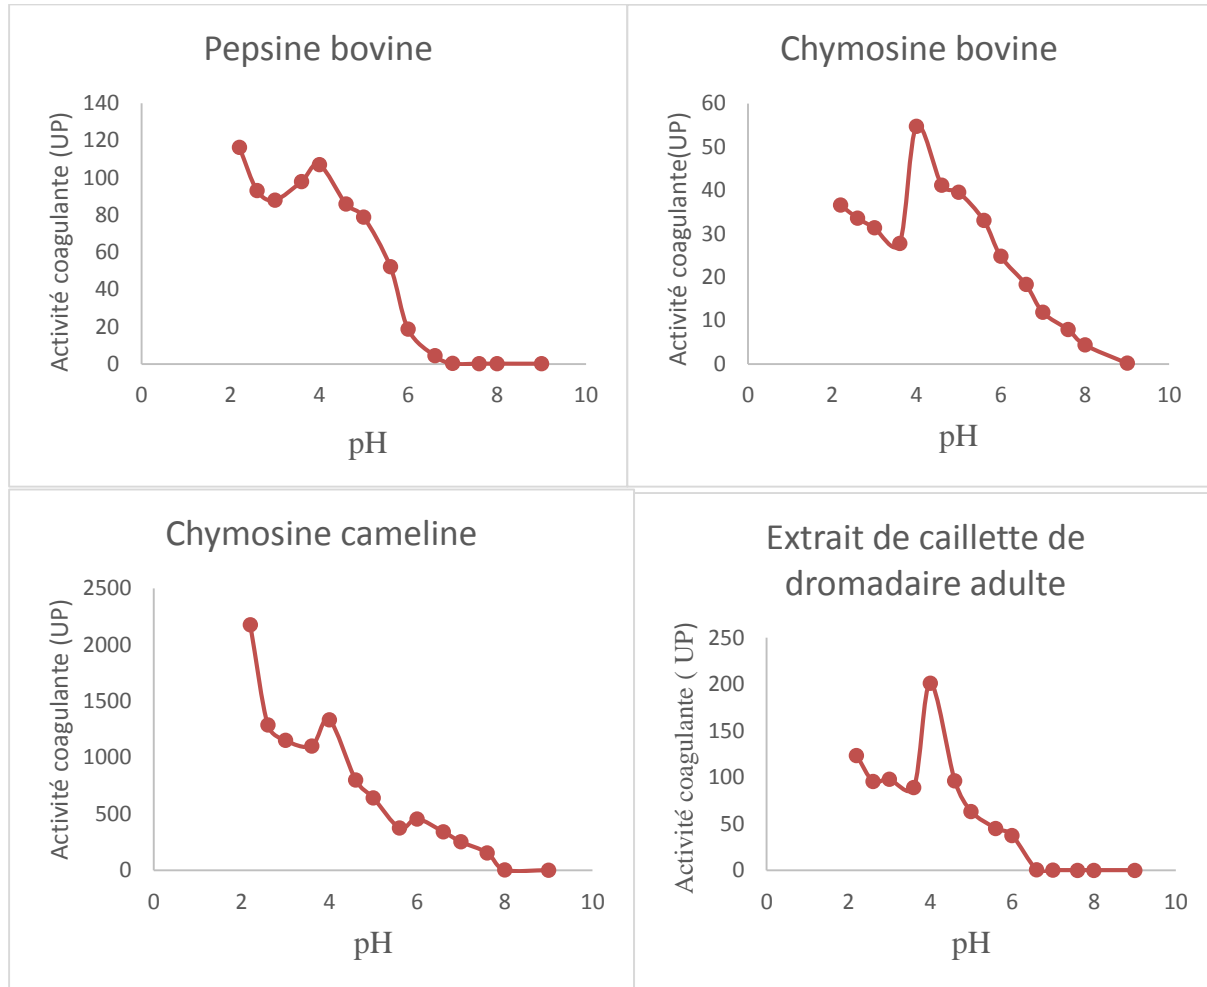 Pepsine bovine
Activité coagulante (UP)
140
120
100
80
60
40
20
0
0 2 4 6 8 10
pH
Chymosine bovine
Activité coagulante(UP)
60
50
40
30
20
10
0
0 2 4 6 8 10
pH
Chymosine cameline
Activité coagulante (UP)
2500
2000
1500
1000
500
0
0 2 4 6 8 10
pH
Extrait de caillette de
dromadaire adulte
Activité coagulante ( UP)
250
200
150
100
50
0
0 2 4 6 8 10
pH